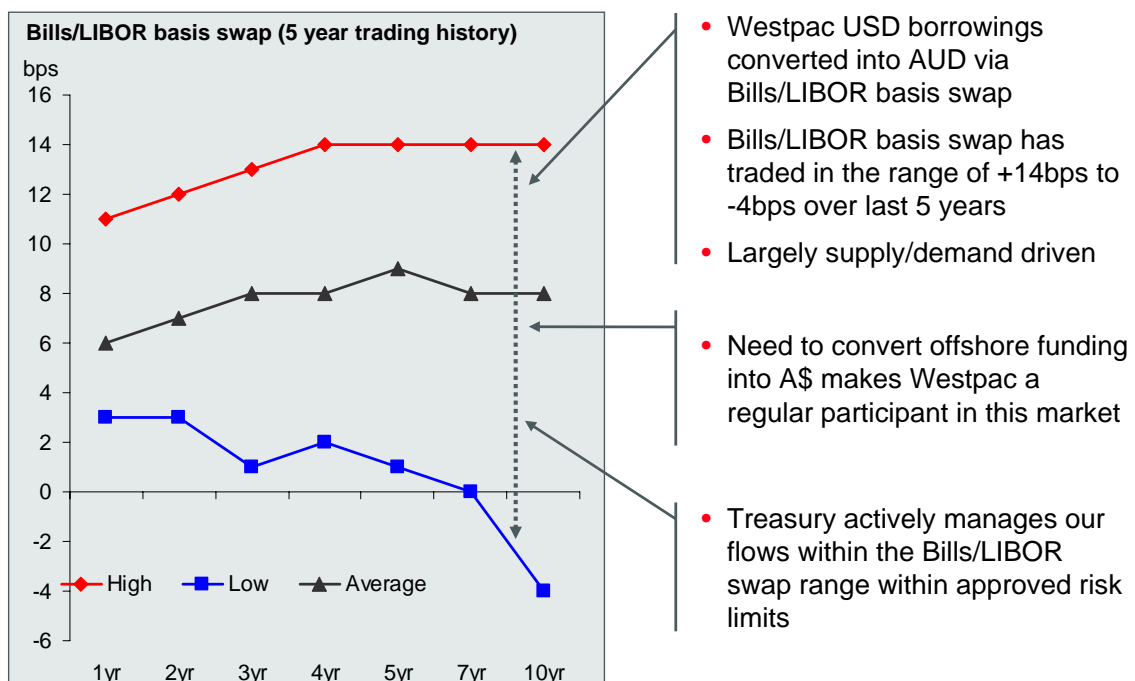 Bills/LIBOR basis swap (5 year trading history)
bps
16
14
12
10
8
6
4
2
0
-2
-4
-6
High
Low
Average
1yr
2yr
3yr
4yr
5yr
7yr
10yr
• Westpac USD borrowings
converted into AUD via
Bills/LIBOR basis swap
• Bills/LIBOR basis swap has
traded in the range of +14bps to
-4bps over last 5 years
• Largely supply/demand driven
• Need to convert offshore funding
into A$ makes Westpac a
regular participant in this market
• Treasury actively manages our
flows within the Bills/LIBOR
swap range within approved risk
limits